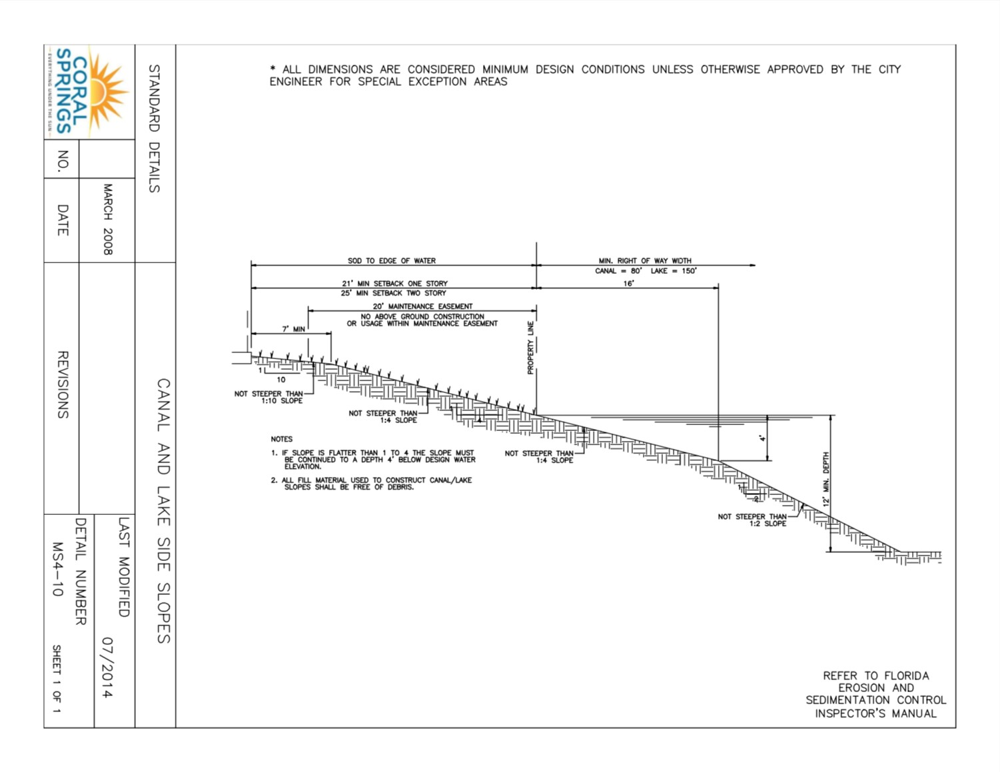 * ALL DIMENSIONS ARE CONSIDERED MINIMUM DESIGN CONDITIONS UNLESS OTHERWISE APPROVED BY THE CITY
ENGINEER FOR SPECIAL EXCEPTION AREAS
SOD TO EDGE OF WATER
MIN. RIGHT OF WAY WIDTH
CANAL = 80' LAKE = 150'
21' MIN SETBACK ONE STORY
25' MIN SETBACK TWO STORY
16'
20' MAINTENANCE EASEMENT
NO ABOVE GROUND CONSTRUCTION
OR USAGE WITHIN MAINTENANCE EASEMENT
7' MIN
PROPERTY LINE
1
10
NOT STEEPER THAN
1:10 SLOPE
NOT STEEPER THAN
1:4 SLOPE
1
4
NOT STEEPER THAN
1:4 SLOPE
4'
12' MIN. DEPTH
1
2
NOT STEEPER THAN
1:2 SLOPE
NOTES
1. IF SLOPE IS FLATTER THAN 1 TO 4 THE SLOPE MUST
BE CONTINUED TO A DEPTH 4' BELOW DESIGN WATER
ELEVATION.
2. ALL FILL MATERIAL USED TO CONSTRUCT CANAL/LAKE
SLOPES SHALL BE FREE OF DEBRIS.
REFER TO FLORIDA
EROSION AND
SEDIMENTATION CONTROL
INSPECTOR'S MANUAL
CORAL
SPRINGS
EVERYTHING UNDER THE SUN
STANDARD DETAILS
CANAL AND LAKE SIDE SLOPES
NO.
DATE
MARCH 2008
REVISIONS
LAST MODIFIED
07/2014
DETAIL NUMBER
MS4-10
SHEET 1 OF 1